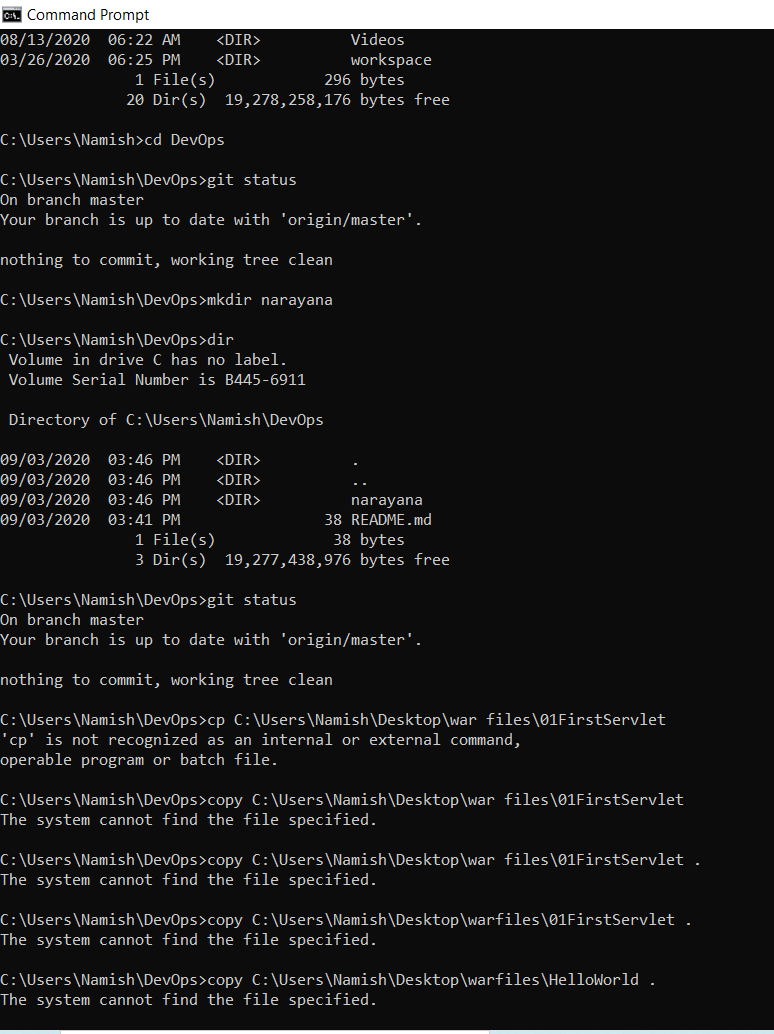 Command Prompt
08/13/2020  06:22 AM    <DIR>          Videos
03/26/2020  06:25 PM    <DIR>          workspace
               1 File(s)            296 bytes
              20 Dir(s)  19,278,258,176 bytes free

C:\Users\Namish>cd DevOps

C:\Users\Namish\DevOps>git status
On branch master
Your branch is up to date with 'origin/master'.

nothing to commit, working tree clean

C:\Users\Namish\DevOps>mkdir narayana

C:\Users\Namish\DevOps>dir
 Volume in drive C has no label.
 Volume Serial Number is B445-6911

 Directory of C:\Users\Namish\DevOps

09/03/2020  03:46 PM    <DIR>          .
09/03/2020  03:46 PM    <DIR>          ..
09/03/2020  03:46 PM    <DIR>          narayana
09/03/2020  03:41 PM                38 README.md
               1 File(s)             38 bytes
               3 Dir(s)  19,277,438,976 bytes free

C:\Users\Namish\DevOps>git status
On branch master
Your branch is up to date with 'origin/master'.

nothing to commit, working tree clean

C:\Users\Namish\DevOps>cp C:\Users\Namish\Desktop\war files\01FirstServlet
'cp' is not recognized as an internal or external command,
operable program or batch file.

C:\Users\Namish\DevOps>copy C:\Users\Namish\Desktop\war files\01FirstServlet
The system cannot find the file specified.

C:\Users\Namish\DevOps>copy C:\Users\Namish\Desktop\war files\01FirstServlet .
The system cannot find the file specified.

C:\Users\Namish\DevOps>copy C:\Users\Namish\Desktop\warfiles\01FirstServlet .
The system cannot find the file specified.

C:\Users\Namish\DevOps>copy C:\Users\Namish\Desktop\warfiles\HelloWorld .
The system cannot find the file specified.